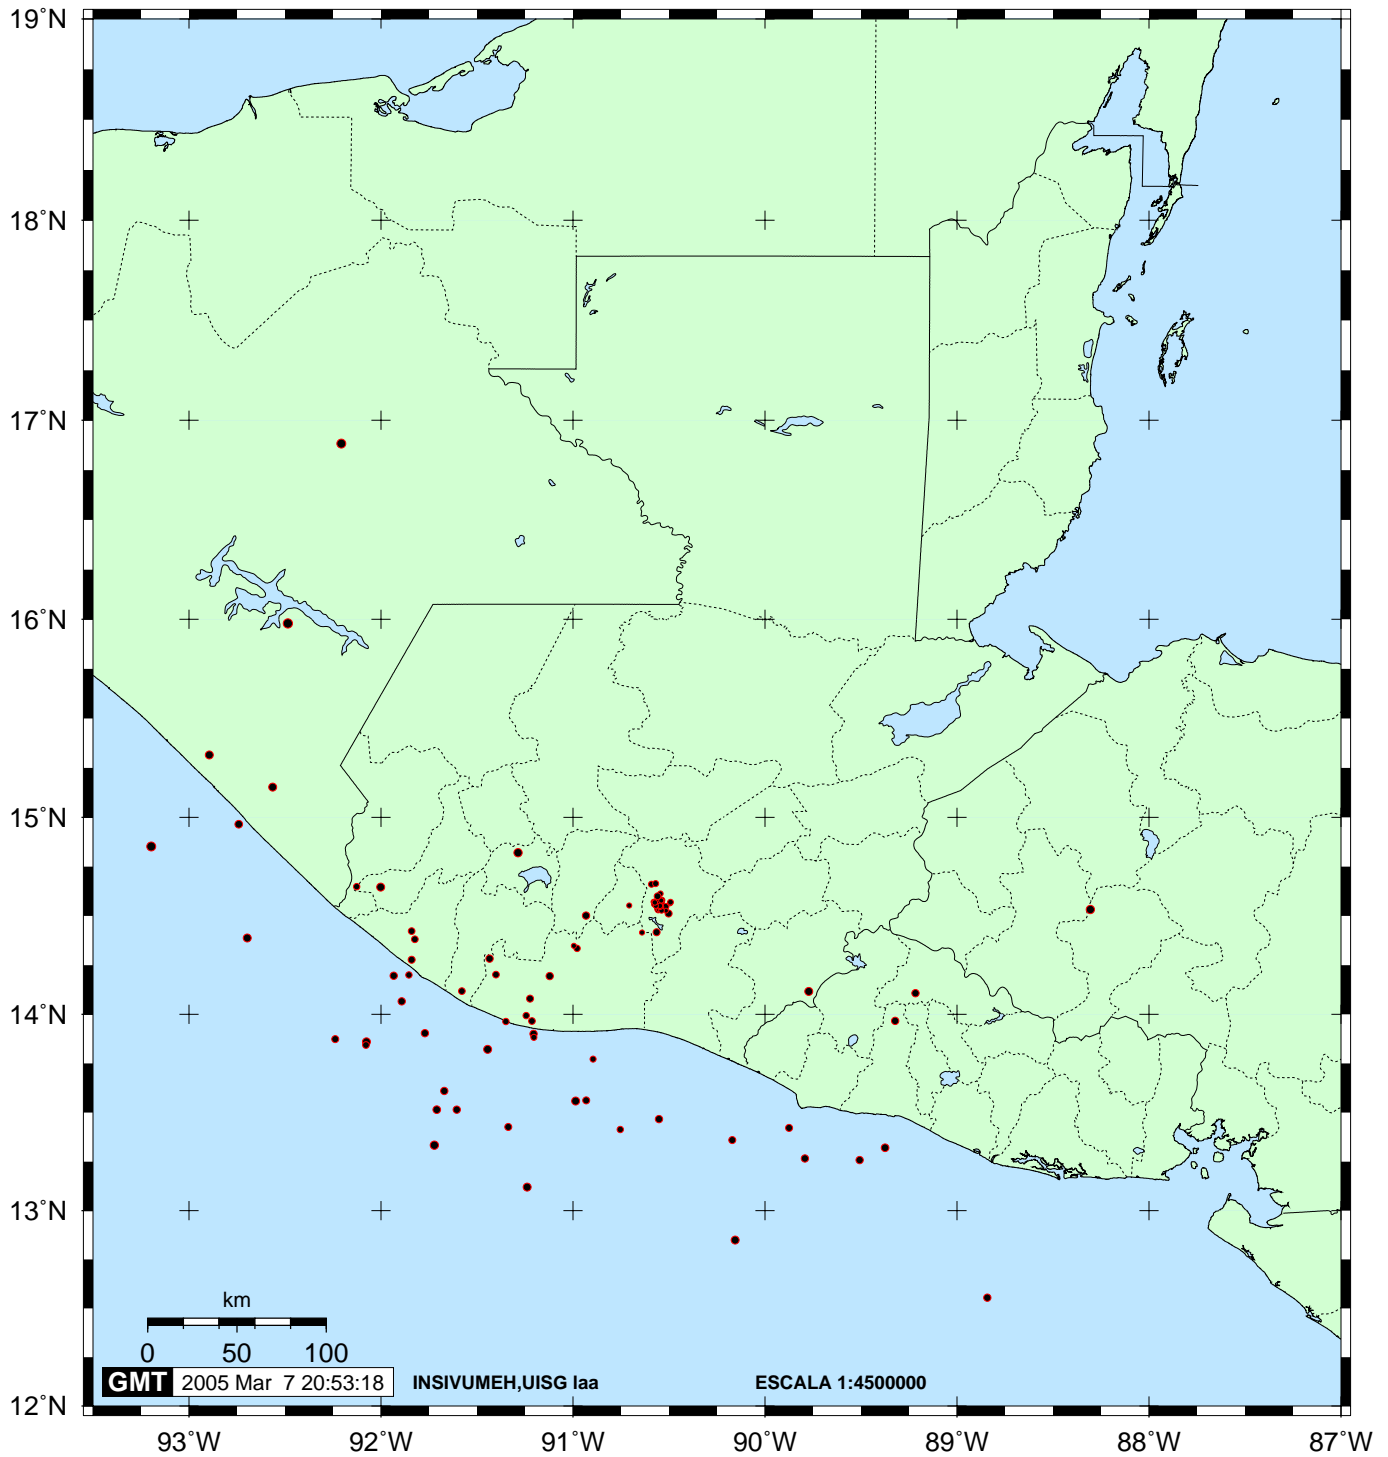 19°N
18°N
17°N
16°N
15°N
14°N
13°N
km
0 50 100
GMT 2005 Mar 7 20:53:18 INSIVUMEH,UISG laa ESCALA 1:4500000
12°N
93°W 92°W 91°W 90°W 89°W 88°W 87°W